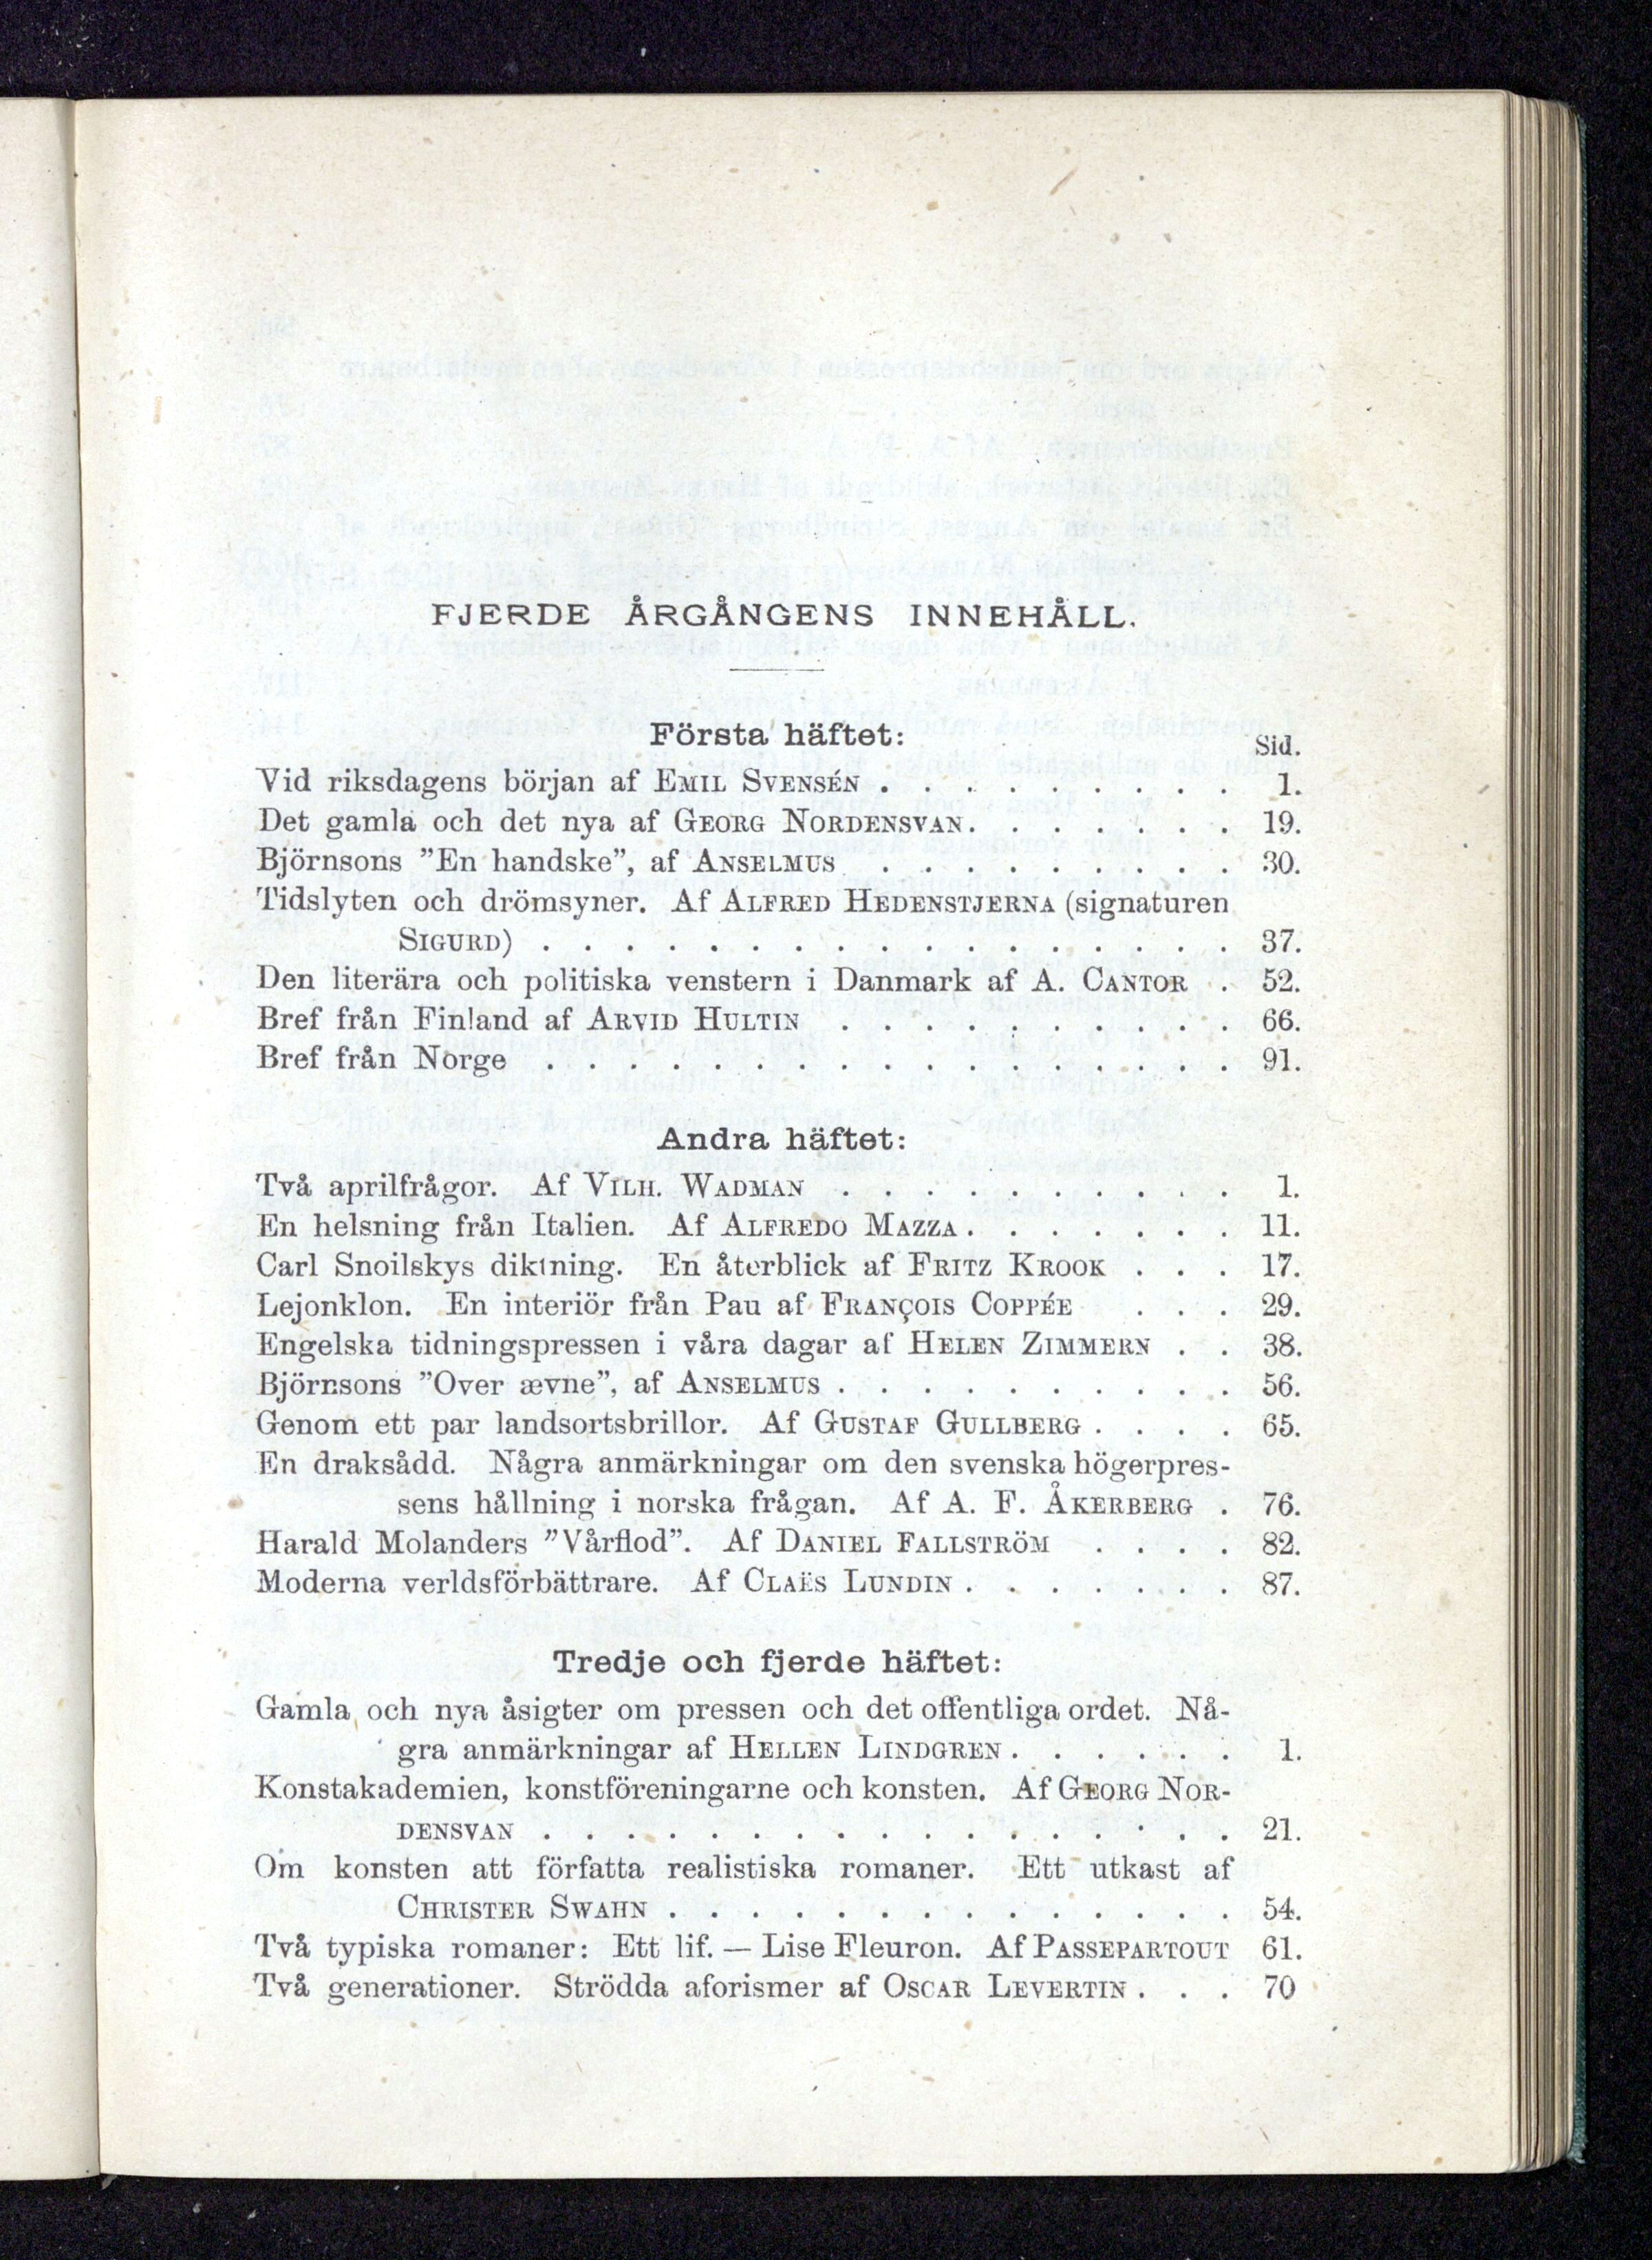 FJERDE ÅRGÅNGENS INNEHÅLL.
Första häftet:
Sid.
Vid riksdagens början af EMIL SVENSÉN . . . . . . . . . 1.
Det gamla och det nya af GEORG NORDENSVAN. . . . . . . 19.
Björnsons ”En handske”, af ANSELMUS . . . . . . . . . 30.
Tidslyten och drömsyner. Af ALFRED HEDENSTJERNA (signaturen
SIGURD) . . . . . . . . . . . . . . . . . 37.
Den literära och politiska venstern i Danmark af A. CANTOR . 52.
Bref från Finland af ARVID HULTIN . . . . . . . . . . 66.
Bref från Norge . . . . . . . . . . . . . . . . . 91.
Andra häftet:
Två aprilfrågor. Af VILH. WADMAN . . . . . . . . . . 1.
En helsning från Italien. Af ALFREDO MAZZA. . . . . . . 11.
Carl Snoilskys diktning. En återblick af FRITZ KROOK . . . 17.
Lejonklon. En interiör från Pau af FRANÇOIS COPPÉE . . . 29.
Engelska tidningspressen i våra dagar af HELEN ZIMMERN . . 38.
Björnsons ”Over ævne”, af ANSELMUS . . . . . . . . . . 56.
Genom ett par landsortsbrillor. Af GUSTAF GULLBERG . . . . 65.
En draksådd. Några anmärkningar om den svenska högerpres-
sens hållning i norska frågan. Af A. F. ÅKERBERG . 76.
Harald Molanders ”Vårflod”. Af DANIEL FALLSTRÖM . . . . 82.
Moderna verldsförbättrare. Af CLAËS LUNDIN . . . . . . . 87.
Tredje och fjerde häftet:
Gamla och nya åsigter om pressen och det offentliga ordet. Nå-
gra anmärkningar af HELLEN LINDGREN . . . . . . 1.
Konstakademien, konstföreningarne och konsten. Af GEORG NOR-
DENSVAN . . . . . . . . . . . . . . . . . 21.
Om konsten att författa realistiska romaner. Ett utkast af
CHRISTER SWAHN . . . . . . . . . . . . . . 54.
Två typiska romaner: Ett lif. — Lise Fleuron. Af PASSEPARTOUT 61.
Två generationer. Strödda aforismer af OSCAR LEVERTIN . . . 70